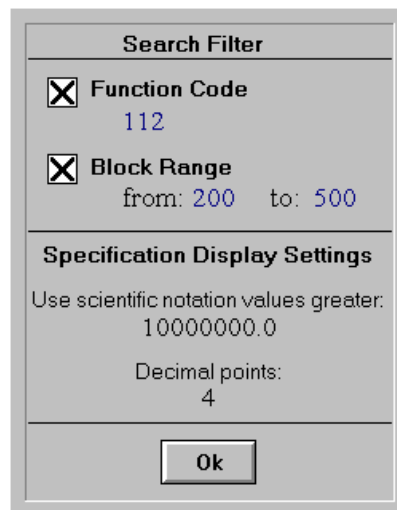 Search Filter
Function Code
112
Block Range
from: 200 to: 500
Specification Display Settings
Use scientific notation values greater:
10000000.0
Decimal points:
4
Ok